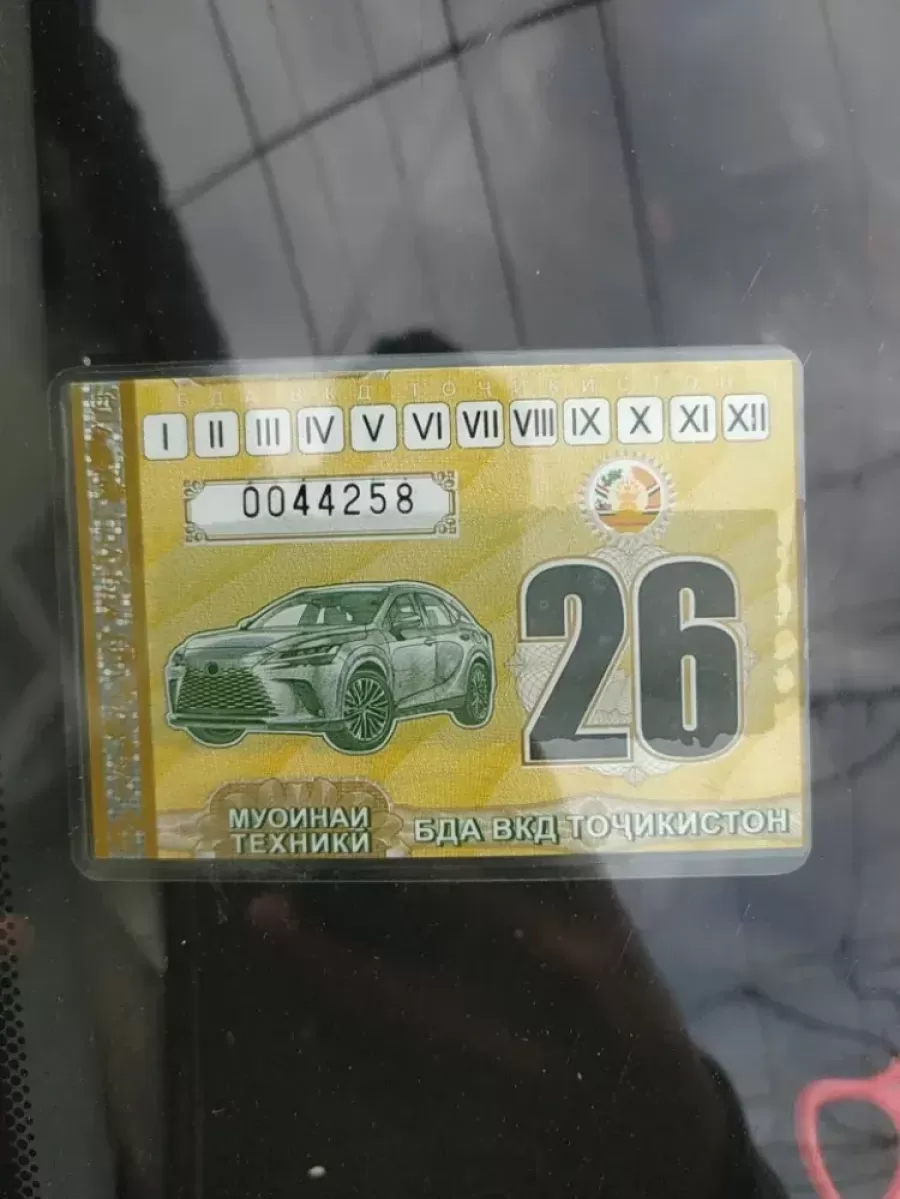 БДА ВКД ТОҶИКИСТОН
I II III IV V VI VII VIII IX X XI XII
0044258
26
МУОИНАИ
ТЕХНИКИ
БДА ВКД ТОҶИКИСТОН